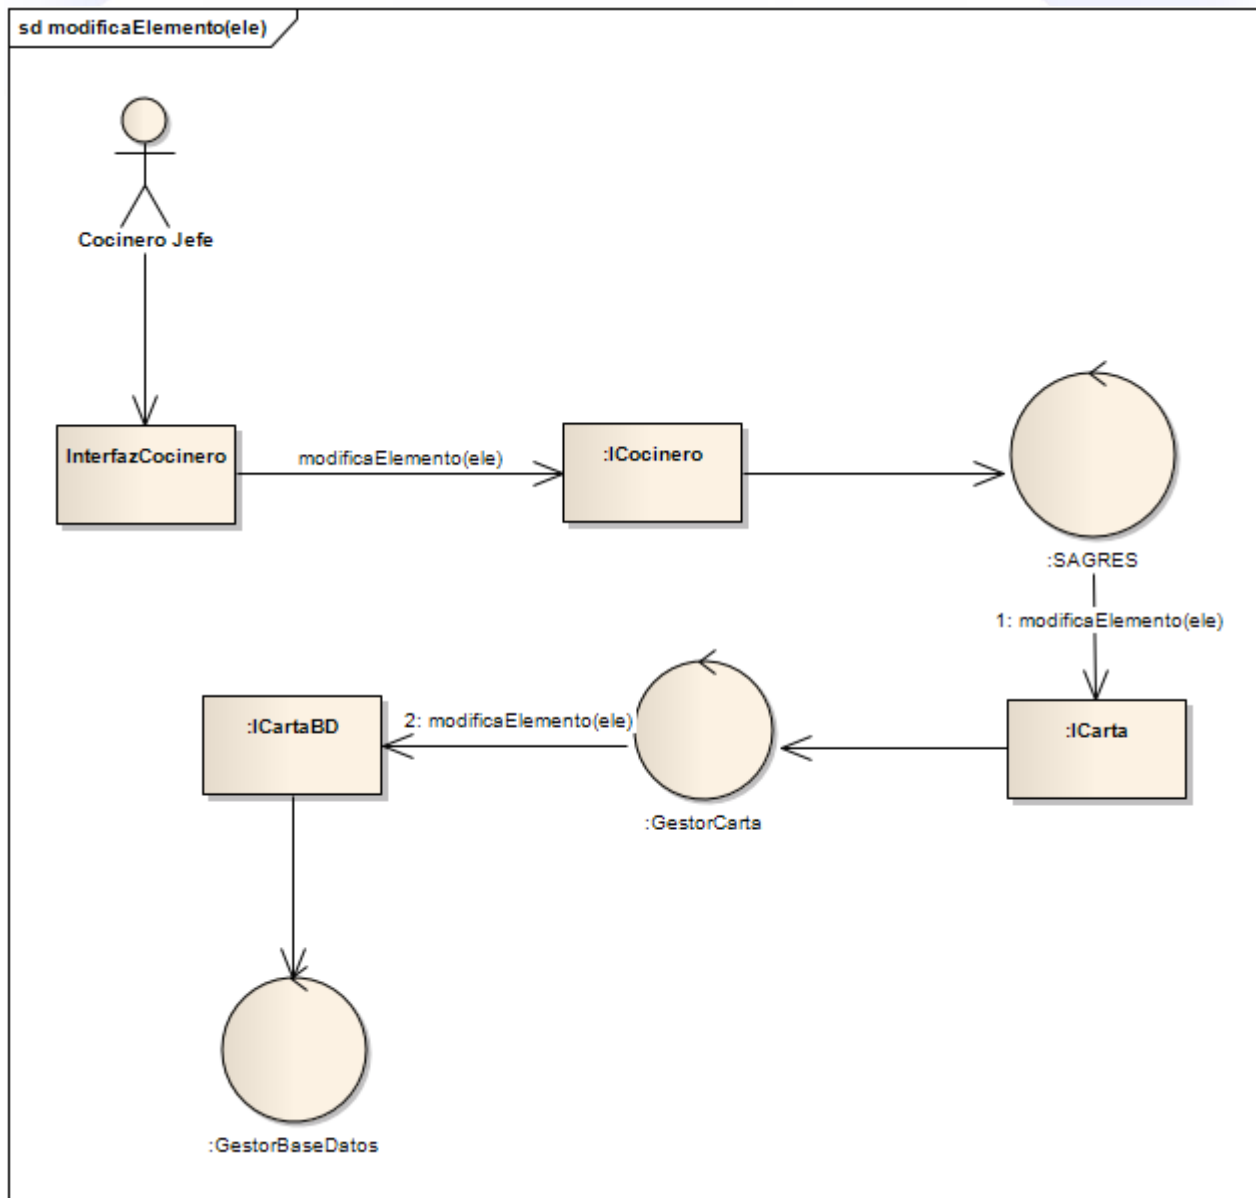 sd modificaElemento(ele)
Cocinero Jefe
InterfazCocinero
modificaElemento(ele)
:ICocinero
:SAGRES
1: modificaElemento(ele)
:ICartaBD
2: modificaElemento(ele)
:GestorCarta
:ICarta
:GestorBaseDatos